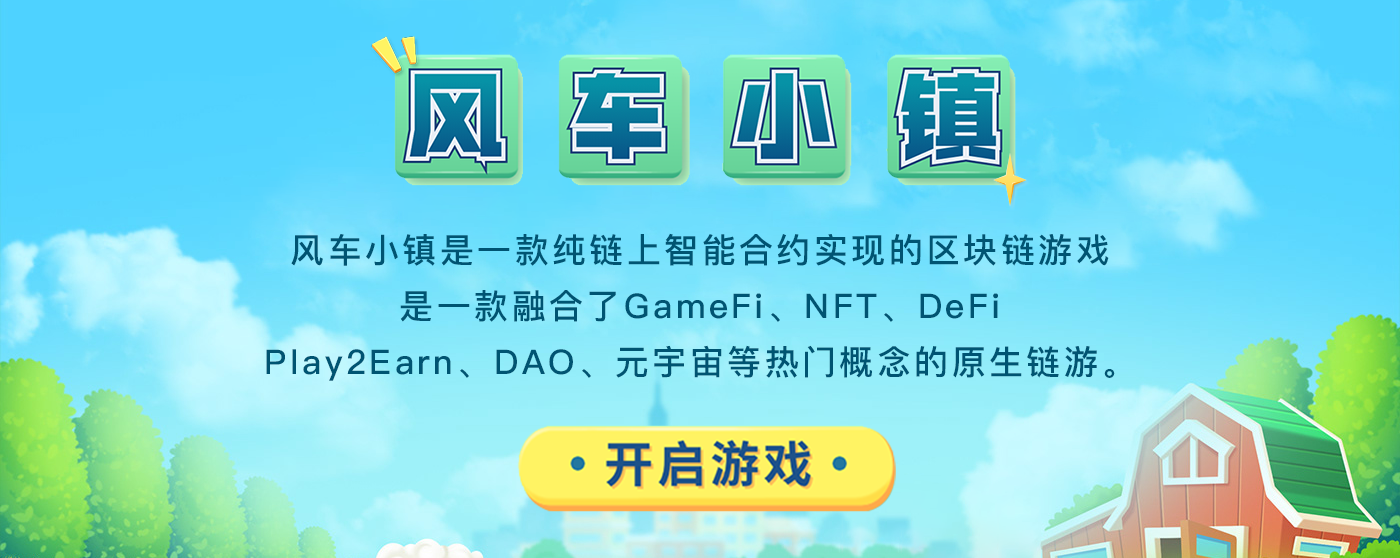 风车小镇
风车小镇是一款纯链上智能合约实现的区块链游戏
是一款融合了GameFi、NFT、DeFi
Play2Earn、DAO、元宇宙等热门概念的原生链游。
• 开启游戏 •